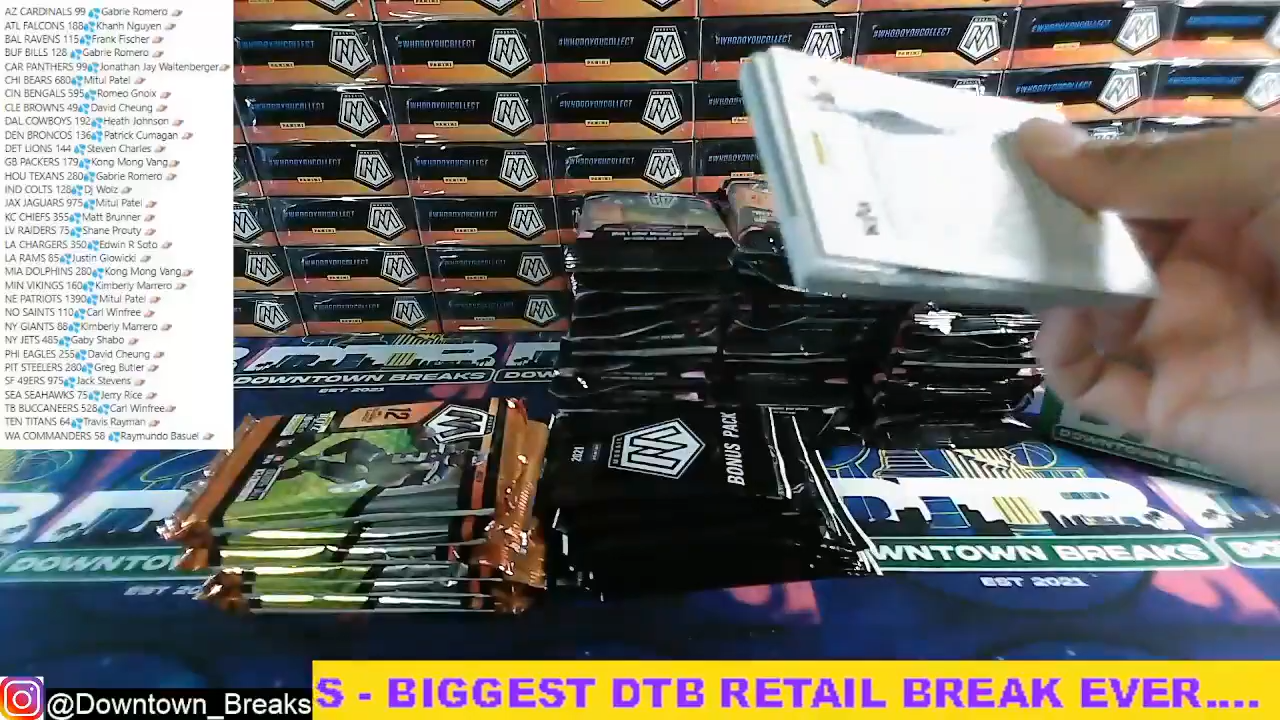 AZ CARDINALS 99💦Gabrie Romero🏈
ATL FALCONS 188💦Khanh Nguyen🏈
BAL RAVENS 115💦Frank Fischer🏈
BUF BILLS 128💦Gabrie Romero🏈
CAR PANTHERS 99💦Jonathan Jay Waltenberger🏈
CHI BEARS 680💦Mitul Patel🏈
CIN BENGALS 595💦Romeo Gnoix🏈
CLE BROWNS 49💦David Cheung🏈
DAL COWBOYS 192💦Heath Johnson🏈
DEN BRONCOS 136💦Patrick Cumagan🏈
DET LIONS 144💦Steven Charles🏈
GB PACKERS 179💦Kong Mong Vang🏈
HOU TEXANS 280💦Gabrie Romero🏈
IND COLTS 128💦DJ Wolz🏈
JAX JAGUARS 975💦Mitul Patel🏈
KC CHIEFS 355💦Matt Brunner🏈
LV RAIDERS 75💦Shane Prouty🏈
LA CHARGERS 350💦Edwin R Soto🏈
LA RAMS 85💦Justin Glowicki🏈
MIA DOLPHINS 280💦Kong Mong Vang🏈
MIN VIKINGS 160💦Kimberly Marrero🏈
NE PATRIOTS 1390💦Mitul Patel🏈
NO SAINTS 110💦Carl Winfree🏈
NY GIANTS 88💦Kimberly Marrero🏈
NY JETS 485💦Gaby Shabo🏈
PHI EAGLES 255💦David Cheung🏈
PIT STEELERS 280💦Greg Butler🏈
SF 49ERS 975💦Jack Stevens🏈
SEA SEAHAWKS 75💦Jerry Rice🏈
TB BUCCANEERS 528💦Carl Winfree🏈
TEN TITANS 64💦Travis Rayman🏈
WA COMMANDERS 58💦Raymundo Basuel🏈
#WHODOYOUCOLLECT
PANINI
DOWNTOWN BREAKS
EST 2021
12
2021
BONUS PACK
DTB
DOWNTOWN BREAKS
EST 2021
@Downtown_Breaks
S - BIGGEST DTB RETAIL BREAK EVER....